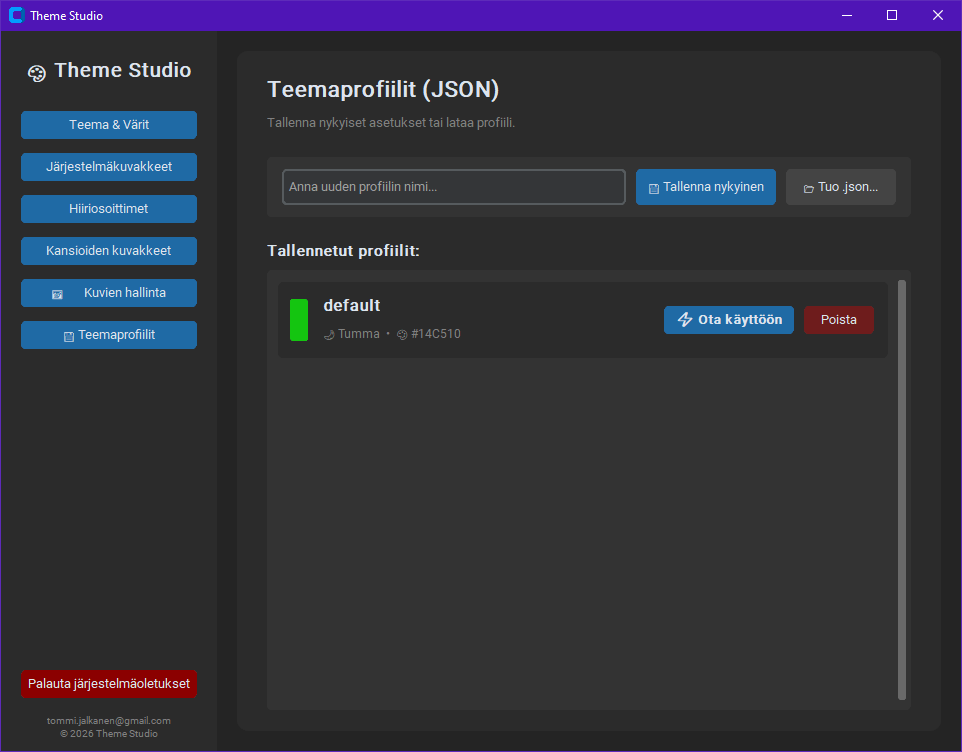 Theme Studio
Theme Studio
Teema & Värit
Järjestelmäkuvakkeet
Hiiriosoittimet
Kansioiden kuvakkeet
Kuvien hallinta
Teemaprofiilit
Palauta järjestelmäoletukset
tommi.jalkanen@gmail.com
© 2026 Theme Studio
Teemaprofiilit (JSON)
Tallenna nykyiset asetukset tai lataa profiili.
Anna uuden profiilin nimi...
Tallenna nykyinen
Tuo .json...
Tallennetut profiilit:
default
Tumma • #14C510
Ota käyttöön
Poista